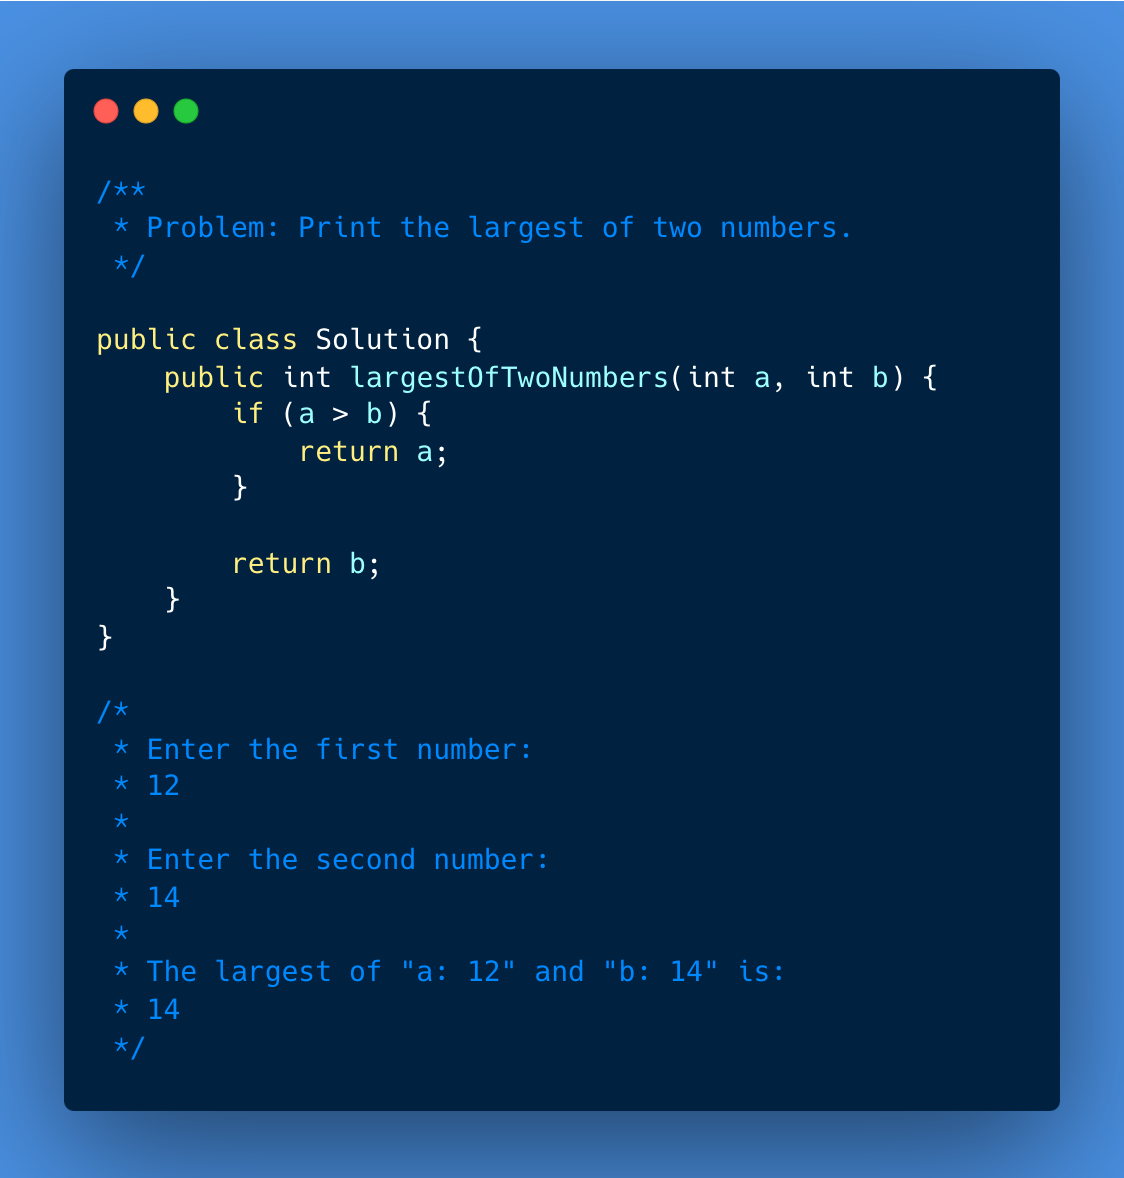 /**
 * Problem: Print the largest of two numbers.
 */

public class Solution {
    public int largestOfTwoNumbers(int a, int b) {
        if (a > b) {
            return a;
        }

        return b;
    }
}

/*
 * Enter the first number:
 * 12
 *
 * Enter the second number:
 * 14
 *
 * The largest of "a: 12" and "b: 14" is:
 * 14
 */